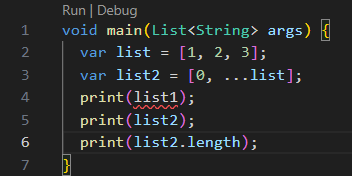 Run | Debug
1 void main(List<String> args) {
2   var list = [1, 2, 3];
3   var list2 = [0, ...list];
4   print(list1);
5   print(list2);
6   print(list2.length);
7 }